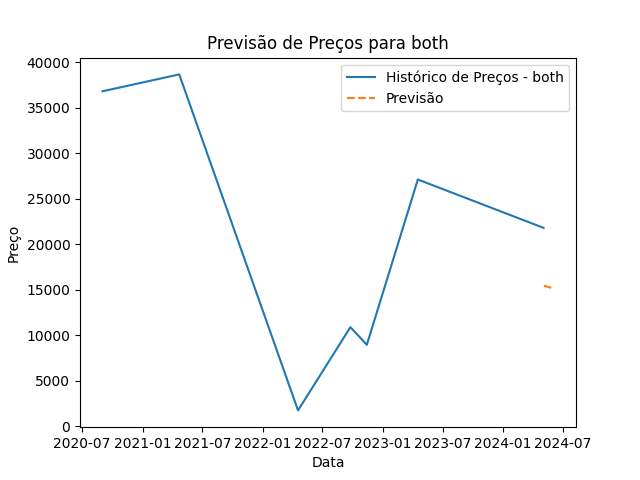 Previsão de Preços para both
Histórico de Preços - both
Previsão
40000
35000
30000
25000
20000
15000
10000
5000
0
Preço
2020-07 2021-01 2021-07 2022-01 2022-07 2023-01 2023-07 2024-01 2024-07
Data